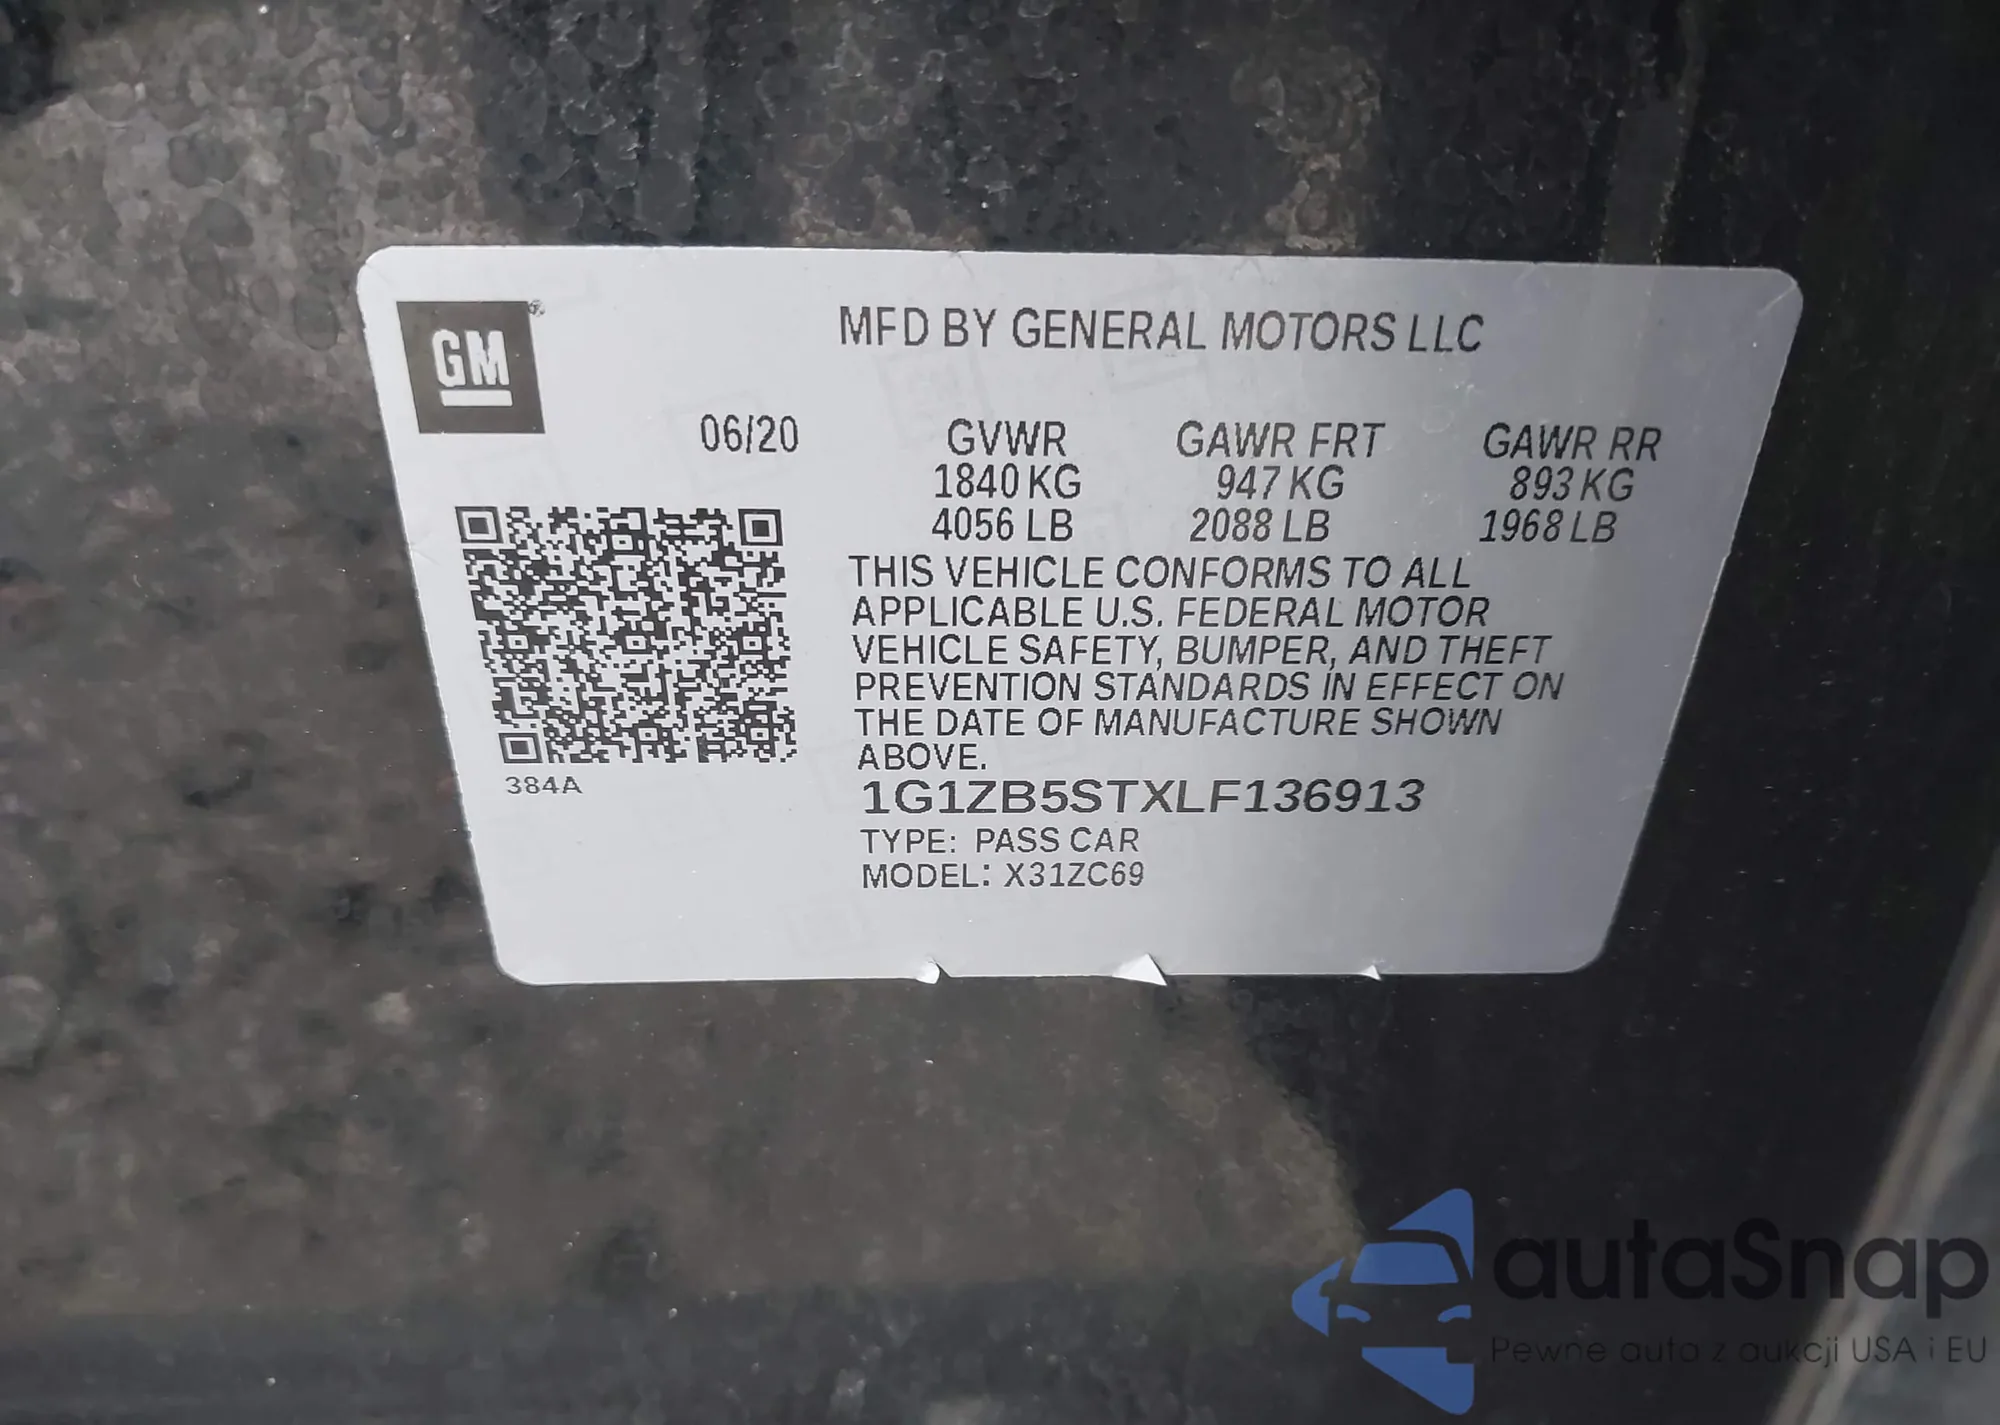 GM
MFD BY GENERAL MOTORS LLC
06/20
GVWR GAWR FRT GAWR RR
1840 KG 947 KG 893 KG
4056 LB 2088 LB 1968 LB
THIS VEHICLE CONFORMS TO ALL
APPLICABLE U.S. FEDERAL MOTOR
VEHICLE SAFETY, BUMPER, AND THEFT
PREVENTION STANDARDS IN EFFECT ON
THE DATE OF MANUFACTURE SHOWN
ABOVE.
384A
1G1ZB5STXLF136913
TYPE: PASS CAR
MODEL: X31ZC69
autaSnap
Pewne auta z aukcji USA i EU